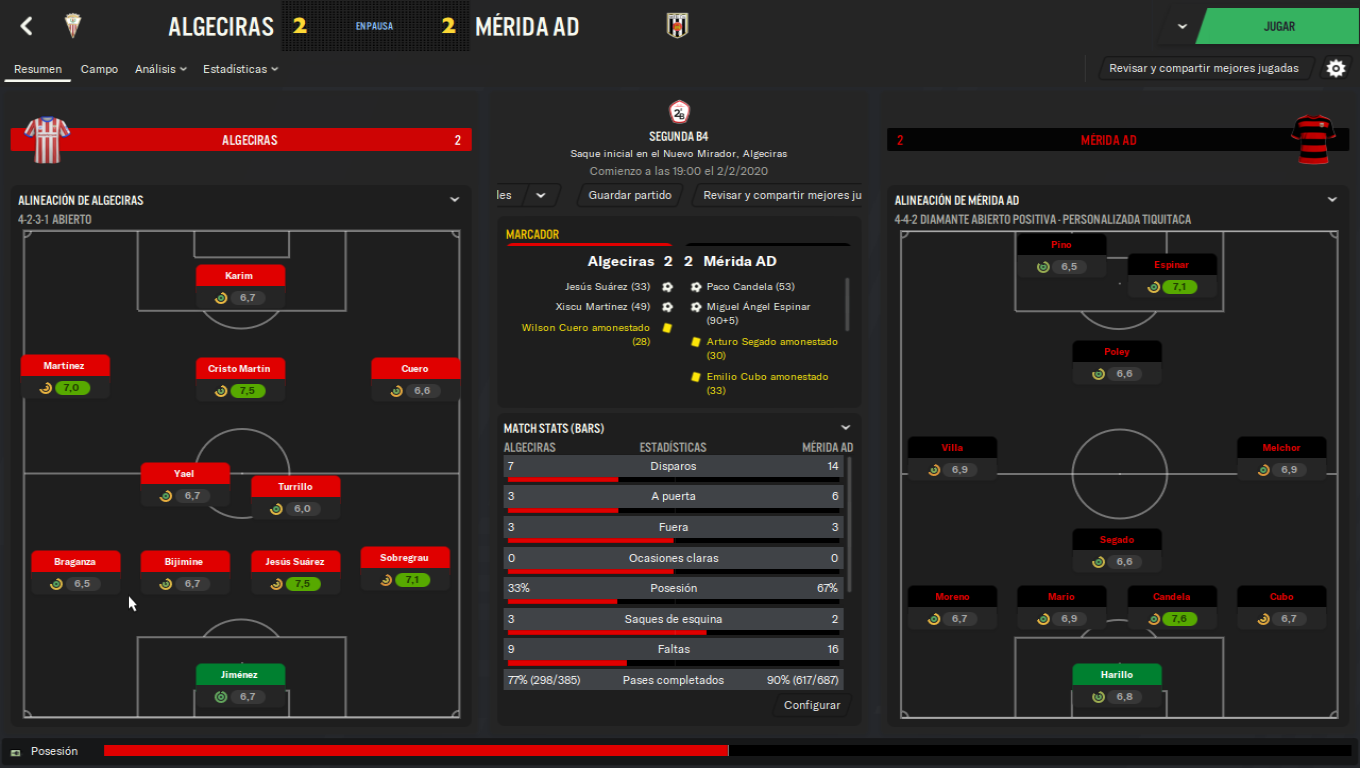 ALGECIRAS 2 EN PAUSA 2 MÉRIDA AD
JUGAR
Resumen Campo Análisis Estadísticas
Revisar y compartir mejores jugadas
ALGECIRAS 2
2B
SEGUNDA B4
Saque inicial en el Nuevo Mirador, Algeciras
Comienzo a las 19:00 el 2/2/2020
2 MÉRIDA AD
les Guardar partido Revisar y compartir mejores ju
ALINEACIÓN DE ALGECIRAS
4-2-3-1 ABIERTO
Karim
6,7
Martínez
7,0
Cristo Martín
7,5
Cuero
6,6
Yael
6,7
Turrillo
6,0
Braganza
6,5
Bijimine
6,7
Jesús Suárez
7,5
Sobregrau
7,1
Jiménez
6,7
MARCADOR
Algeciras 2 2 Mérida AD
Jesús Suárez (33)
Xiscu Martínez (49)
Wilson Cuero amonestado
(28)
Paco Candela (53)
Miguel Ángel Espinar
(90+5)
Arturo Segado amonestado
(30)
Emilio Cubo amonestado
(33)
MATCH STATS (BARS)
ALGECIRAS ESTADÍSTICAS MÉRIDA AD
7 Disparos 14
3 A puerta 6
3 Fuera 3
0 Ocasiones claras 0
33% Posesión 67%
3 Saques de esquina 2
9 Faltas 16
77% (298/385) Pases completados 90% (617/687)
Configurar
ALINEACIÓN DE MÉRIDA AD
4-4-2 DIAMANTE ABIERTO POSITIVA - PERSONALIZADA TIQUITACA
Pino
6,5
Espinar
7,1
Poley
6,6
Villa
6,9
Melchor
6,9
Segado
6,6
Moreno
6,7
Mario
6,9
Candela
7,6
Cubo
6,7
Harillo
6,8
Posesión